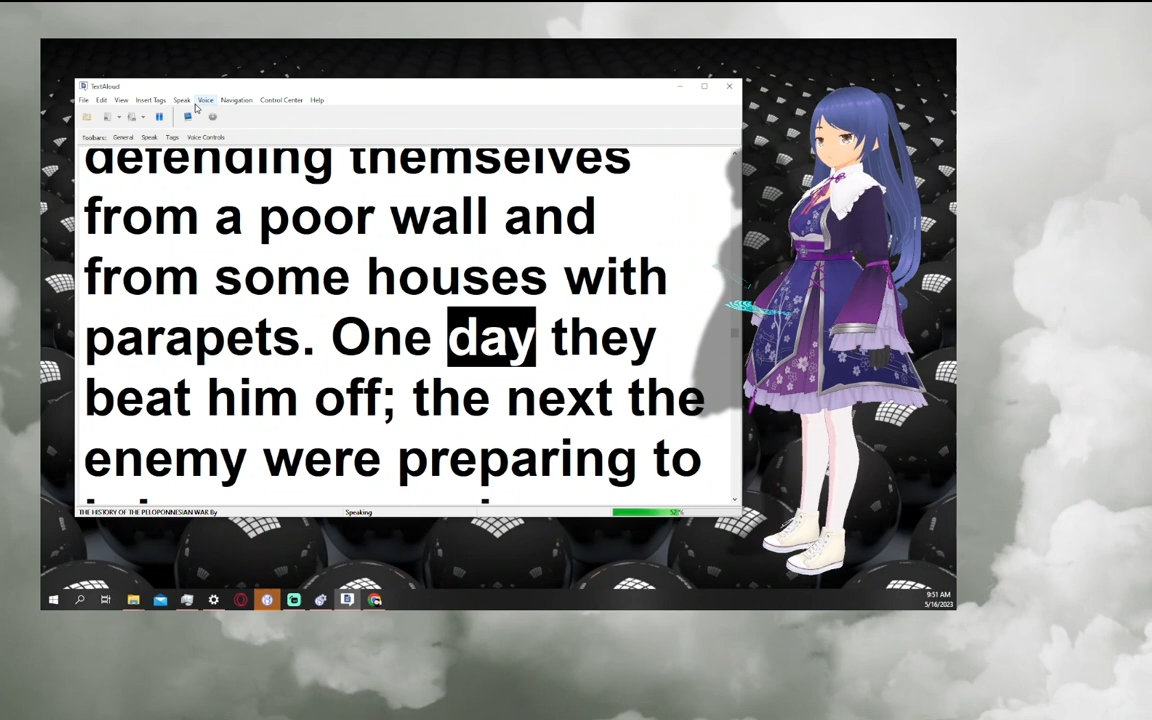 TextAloud
File Edit View Insert Tags Speak Voice Navigation Control Center Help
Toolbars: General Speak Tags Voice Controls
defending themselves
from a poor wall and
from some houses with
parapets. One day they
beat him off; the next the
enemy were preparing to
THE HISTORY OF THE PELOPONNESIAN WAR By
Speaking
9:51 AM
5/16/2023